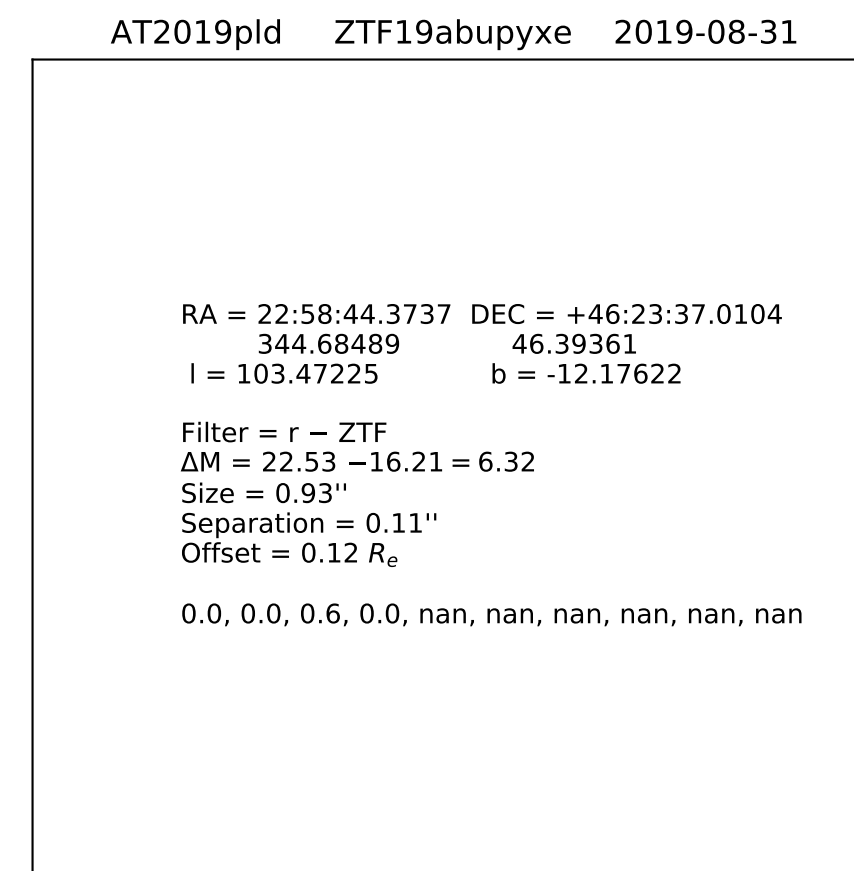 AT2019pld ZTF19abupyxe 2019-08-31
RA = 22:58:44.3737 DEC = +46:23:37.0104
344.68489 46.39361
l = 103.47225 b = -12.17622
Filter = r − ZTF
ΔM = 22.53 −16.21 = 6.32
Size = 0.93''
Separation = 0.11''
Offset = 0.12 Rₑ
0.0, 0.0, 0.6, 0.0, nan, nan, nan, nan, nan, nan